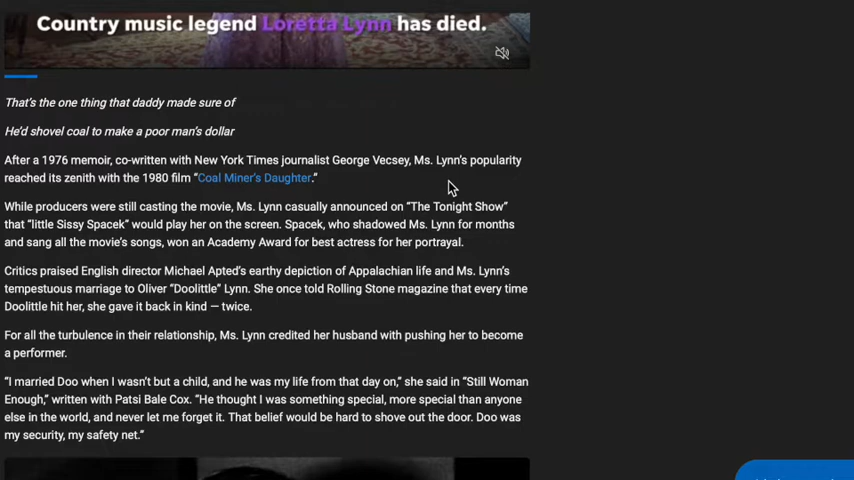 Country music legend Loretta Lynn has died.
That's the one thing that daddy made sure of
He'd shovel coal to make a poor man's dollar
After a 1976 memoir, co-written with New York Times journalist George Vecsey, Ms. Lynn's popularity
reached its zenith with the 1980 film “Coal Miner's Daughter.”
While producers were still casting the movie, Ms. Lynn casually announced on “The Tonight Show”
that “little Sissy Spacek” would play her on the screen. Spacek, who shadowed Ms. Lynn for months
and sang all the movie's songs, won an Academy Award for best actress for her portrayal.
Critics praised English director Michael Apted's earthy depiction of Appalachian life and Ms. Lynn's
tempestuous marriage to Oliver “Doolittle” Lynn. She once told Rolling Stone magazine that every time
Doolittle hit her, she gave it back in kind — twice.
For all the turbulence in their relationship, Ms. Lynn credited her husband with pushing her to become
a performer.
“I married Doo when I wasn't but a child, and he was my life from that day on,” she said in “Still Woman
Enough,” written with Patsi Bale Cox. “He thought I was something special, more special than anyone
else in the world, and never let me forget it. That belief would be hard to shove out the door. Doo was
my security, my safety net.”